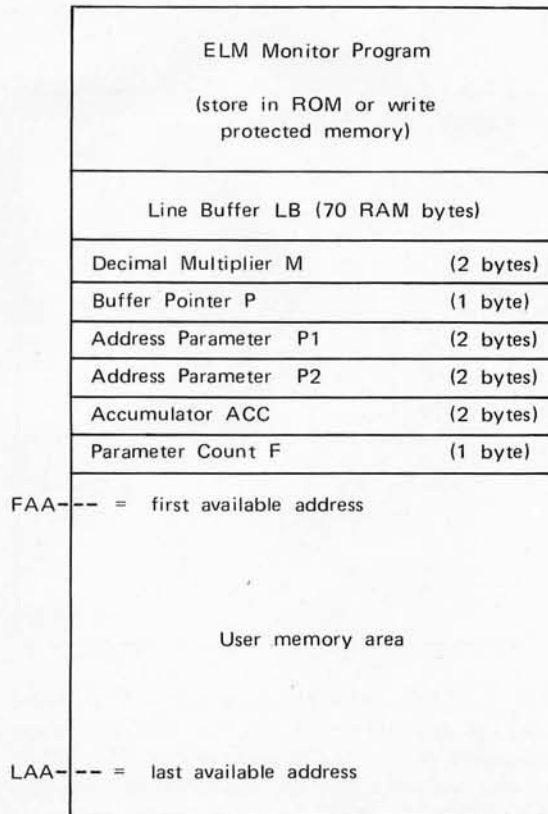 ELM Monitor Program
(store in ROM or write
protected memory)
Line Buffer LB (70 RAM bytes)
Decimal Multiplier M (2 bytes)
Buffer Pointer P (1 byte)
Address Parameter P1 (2 bytes)
Address Parameter P2 (2 bytes)
Accumulator ACC (2 bytes)
Parameter Count F (1 byte)
FAA---- = first available address
User memory area
LAA---- = last available address